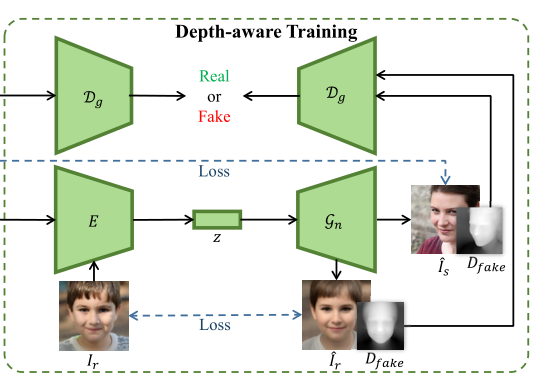 Depth-aware Training
𝒟g
Real
or
Fake
𝒟g
Loss
E
z
𝒢n
Îs
Dfake
Loss
Ir
Îr
Dfake